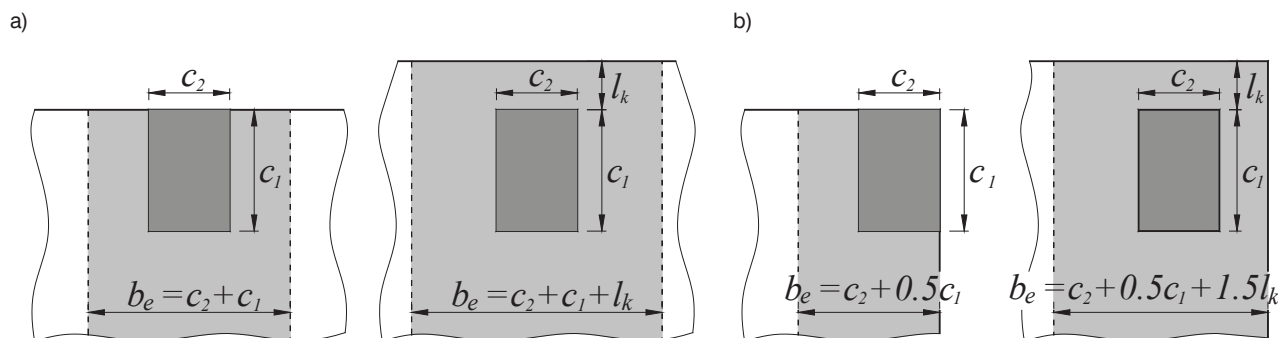 a)
b)
c₂
c₁
bₑ = c₂ + c₁
c₂
lₖ
c₁
bₑ = c₂ + c₁ + lₖ
c₂
c₁
bₑ = c₂ + 0.5c₁
c₂
lₖ
c₁
bₑ = c₂ + 0.5c₁ + 1.5lₖ